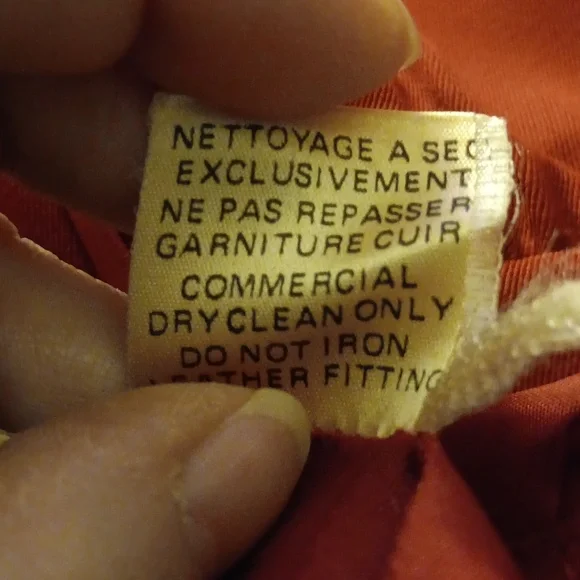 NETTOYAGE A SEC
EXCLUSIVEMENT
NE PAS REPASSER
GARNITURE CUIR
COMMERCIAL
DRYCLEAN ONLY
DO NOT IRON
LEATHER FITTING